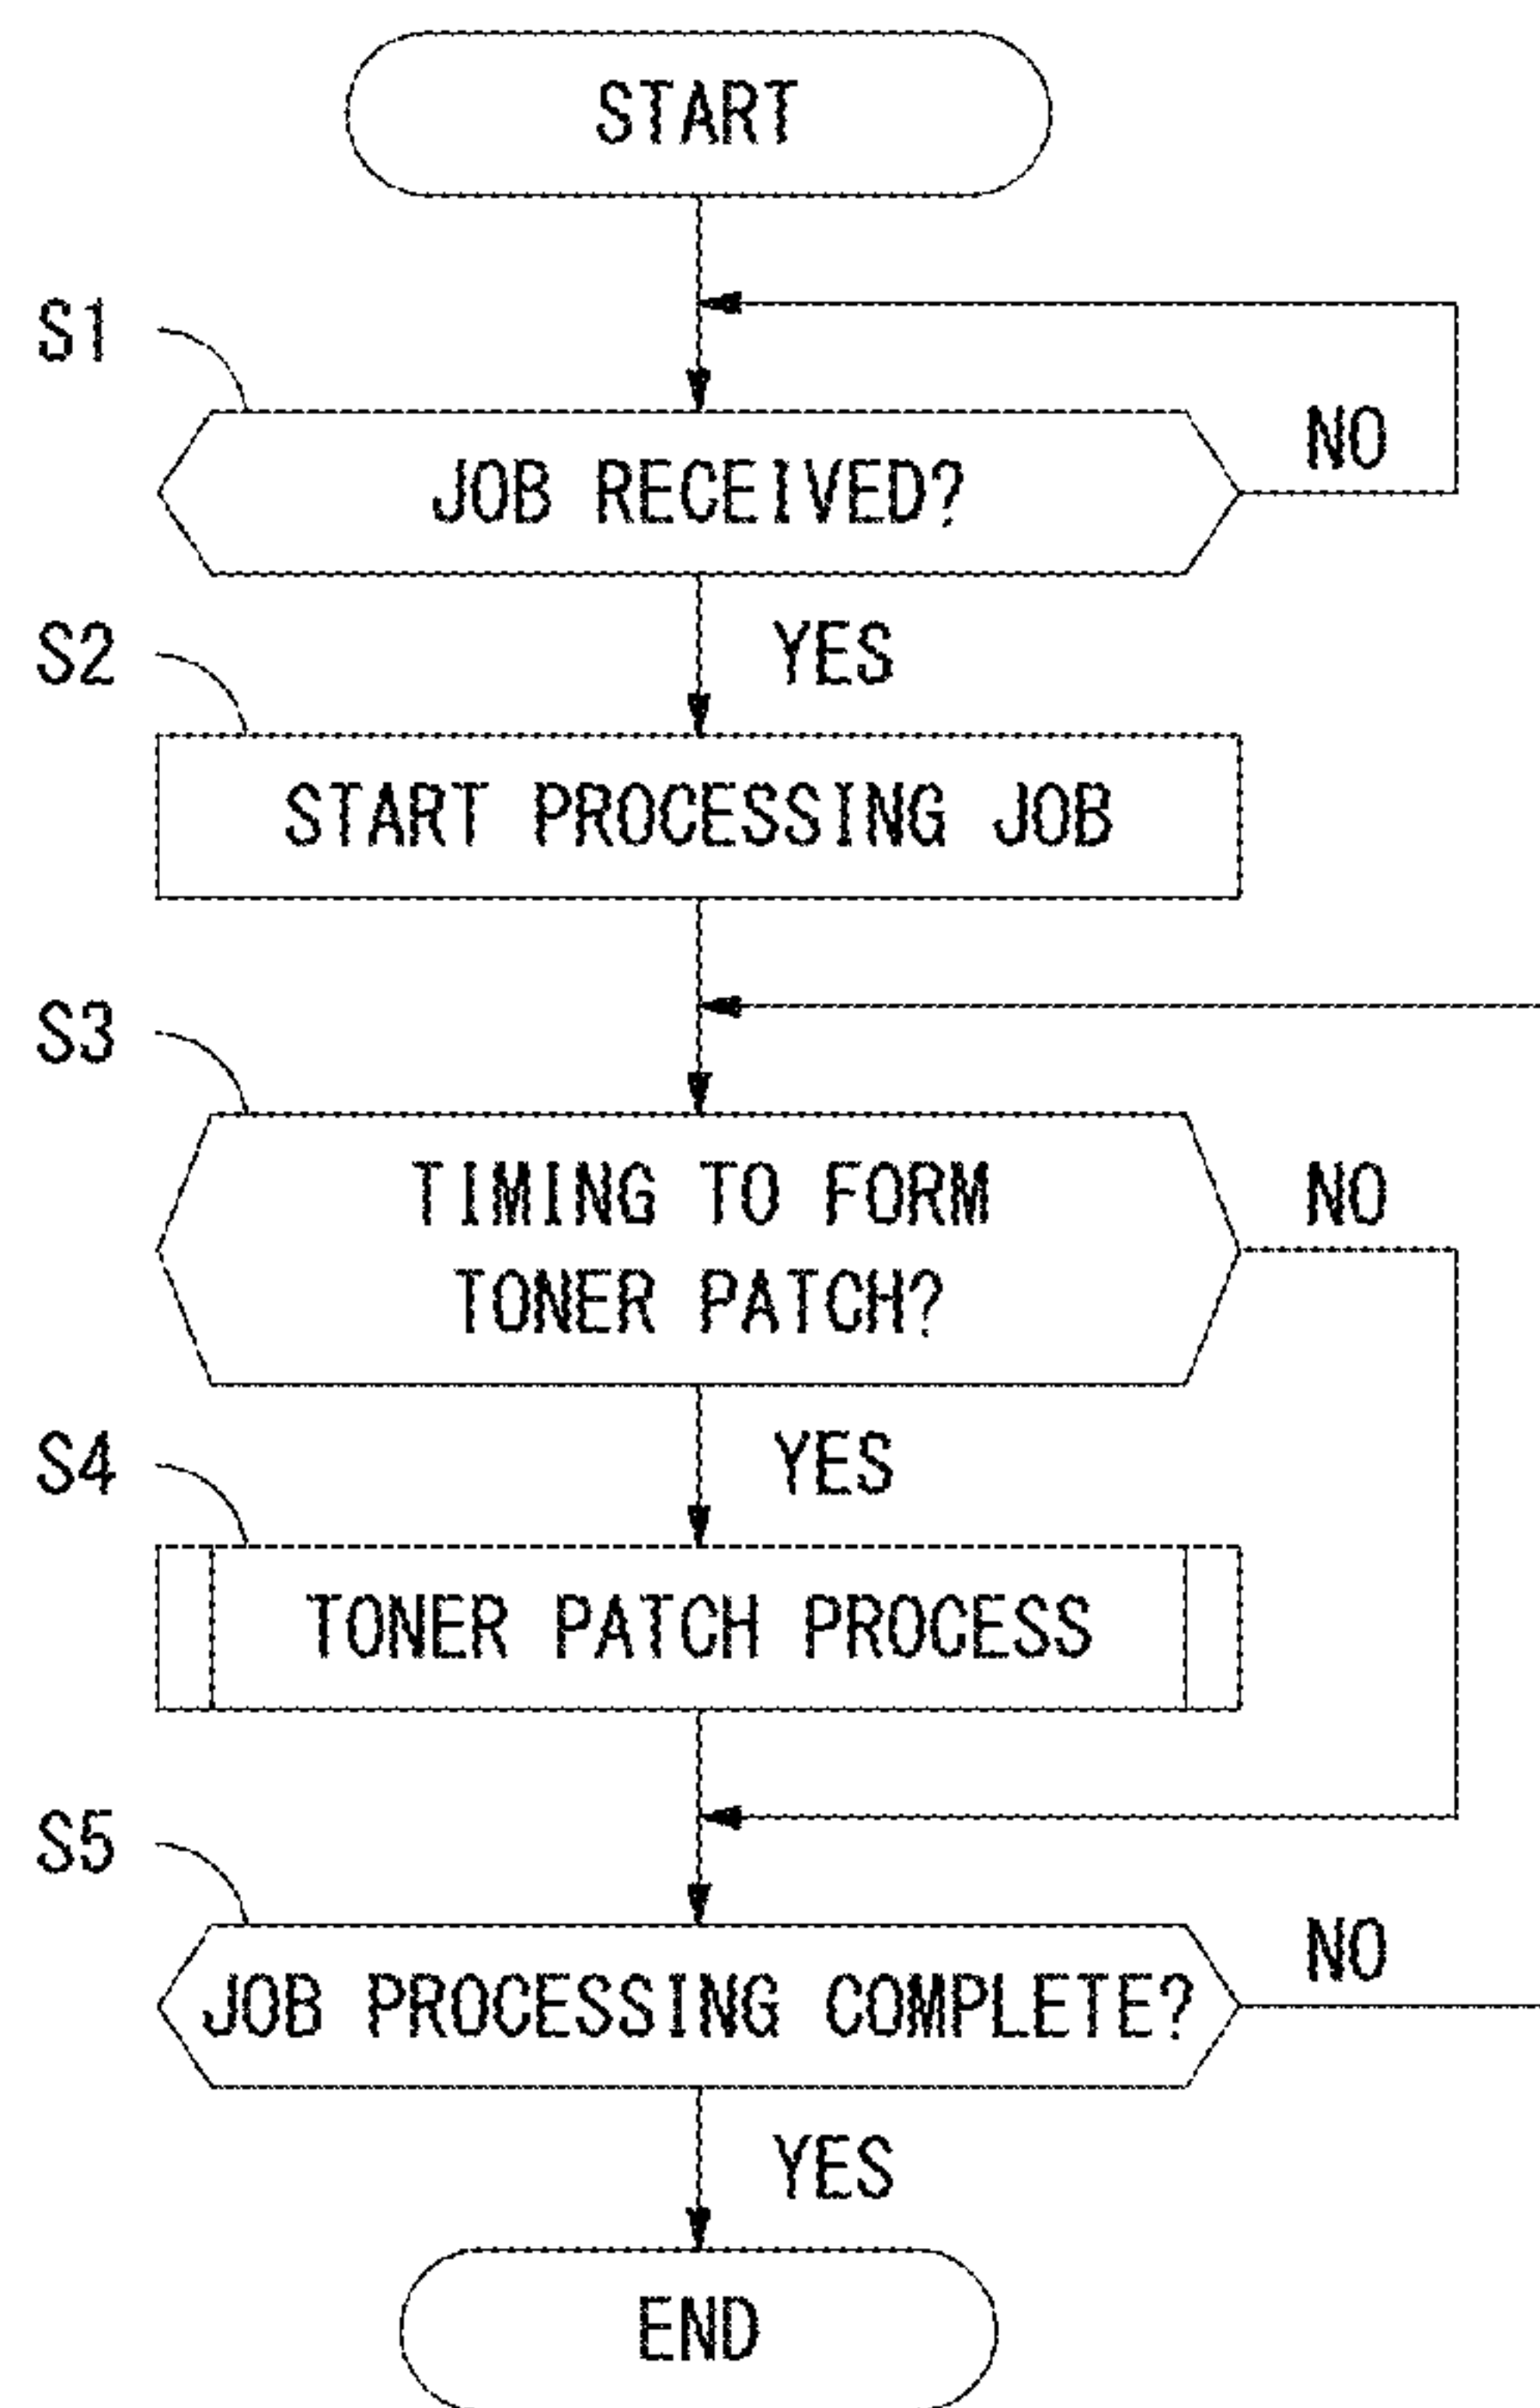 START
S1
JOB RECEIVED?
NO
YES
S2
START PROCESSING JOB
S3
TIMING TO FORM
TONER PATCH?
NO
YES
S4
TONER PATCH PROCESS
S5
JOB PROCESSING COMPLETE?
NO
YES
END